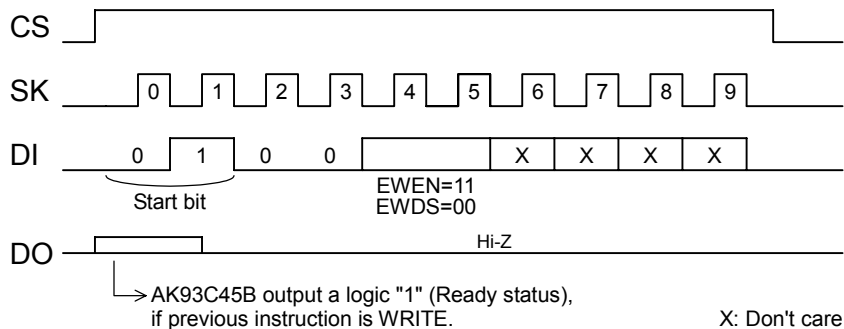 CS
SK 0 1 2 3 4 5 6 7 8 9
DI 0 1 0 0 X X X X
Start bit
EWEN=11
EWDS=00
DO Hi-Z
AK93C45B output a logic "1" (Ready status),
if previous instruction is WRITE. X: Don't care